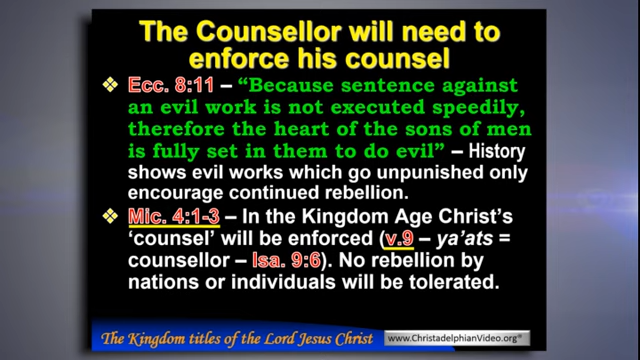 The Counsellor will need to
enforce his counsel
❖ Ecc. 8:11 – “Because sentence against
an evil work is not executed speedily,
therefore the heart of the sons of men
is fully set in them to do evil” – History
shows evil works which go unpunished only
encourage continued rebellion.
❖ Mic. 4:1-3 – In the Kingdom Age Christ’s
‘counsel’ will be enforced (v.9 – ya’ats =
counsellor – Isa. 9:6). No rebellion by
nations or individuals will be tolerated.
The Kingdom titles of the Lord Jesus Christ
www.ChristadelphianVideo.org®